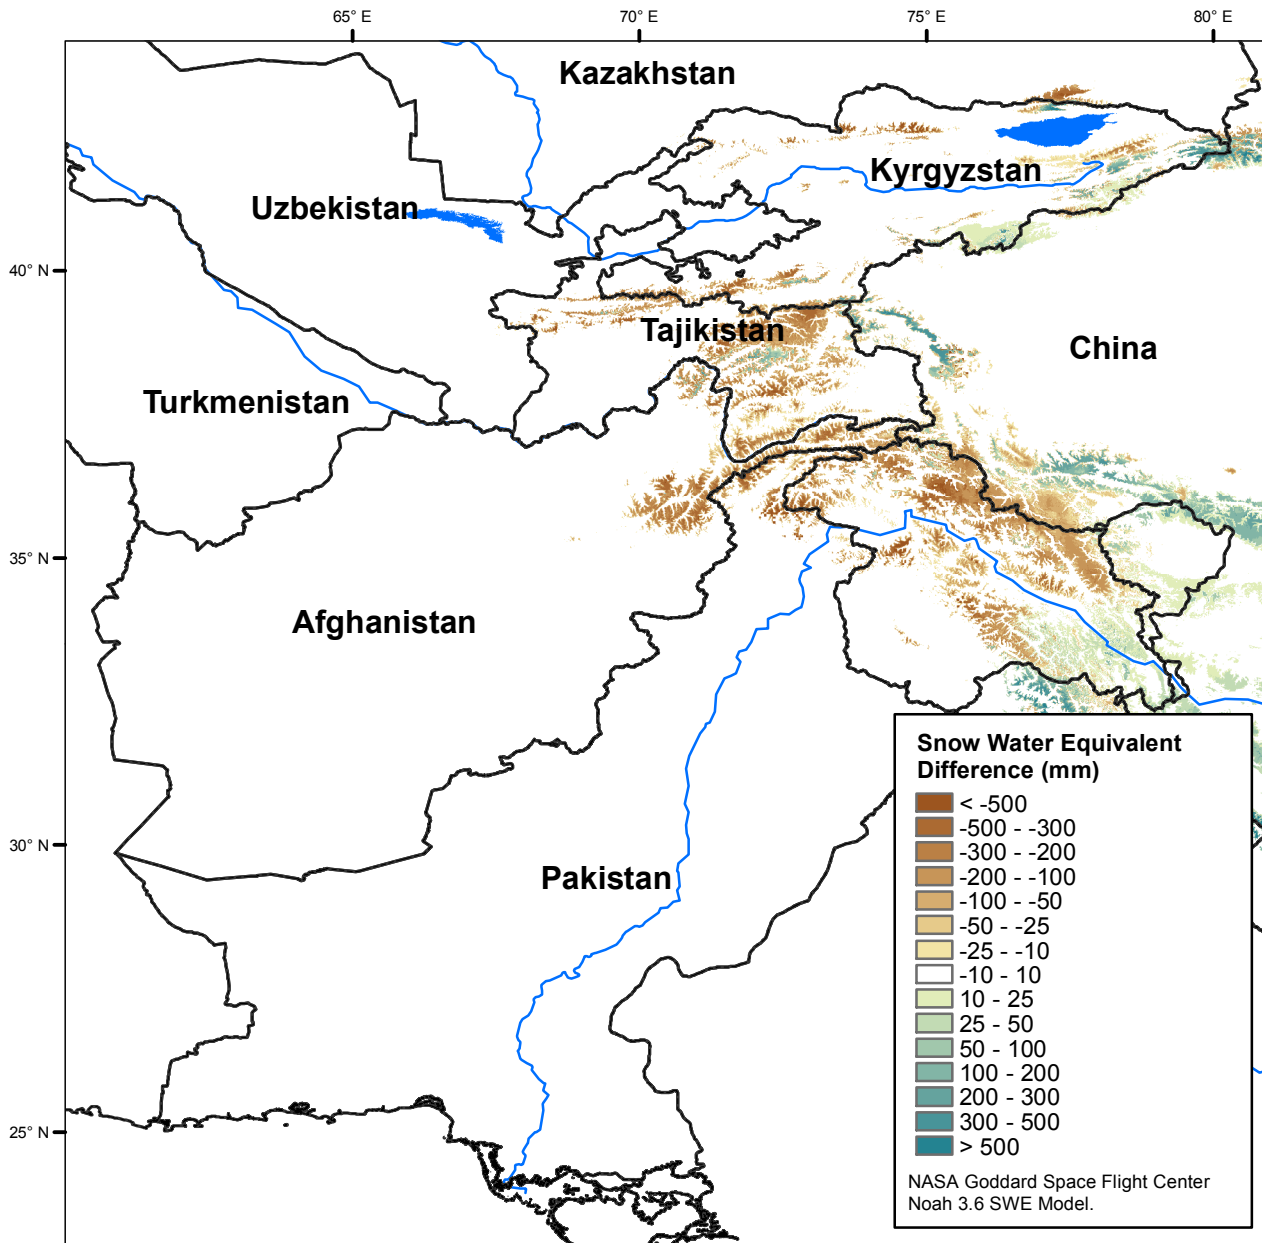 65° E
70° E
75° E
80° E
Kazakhstan
Kyrgyzstan
Uzbekistan
40° N
Tajikistan
China
Turkmenistan
35° N
Afghanistan
Snow Water Equivalent
Difference (mm)
< -500
-500 - -300
-300 - -200
-200 - -100
-100 - -50
-50 - -25
-25 - -10
-10 - 10
10 - 25
25 - 50
50 - 100
100 - 200
200 - 300
300 - 500
> 500
NASA Goddard Space Flight Center
Noah 3.6 SWE Model.
30° N
Pakistan
25° N